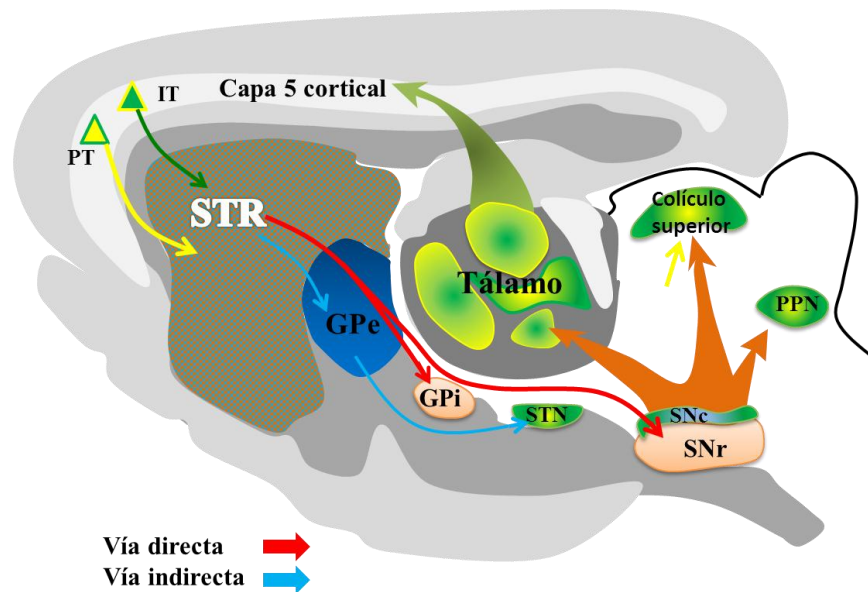 IT
Capa 5 cortical
PT
STR
Colículo
superior
Tálamo
PPN
GPe
GPi
STN
SNc
SNr
Vía directa
Vía indirecta